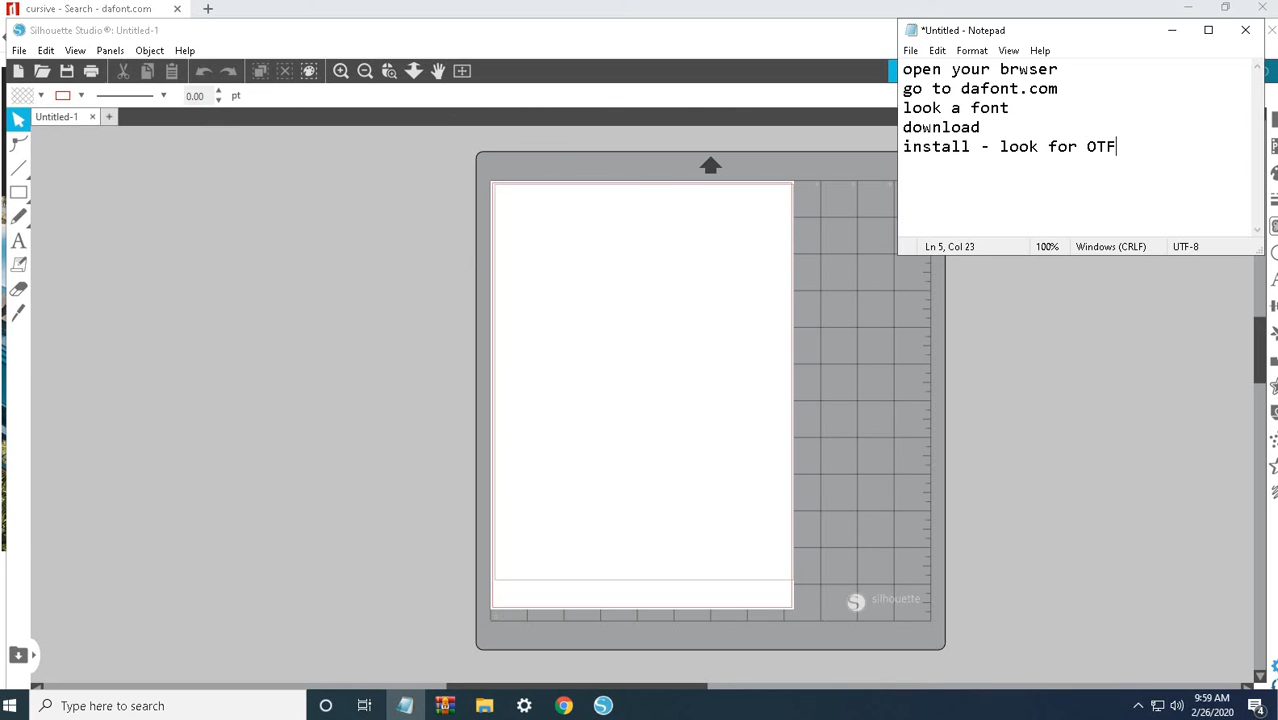 cursive - Search - dafont.com
Silhouette Studio®: Untitled-1
File Edit View Panels Object Help
0.00 pt
Untitled-1
*Untitled - Notepad
File Edit Format View Help
open your brwser
go to dafont.com
look a font
download
install - look for OTF
Ln 5, Col 23 100% Windows (CRLF) UTF-8
silhouette
Type here to search
9:59 AM
2/26/2020
4